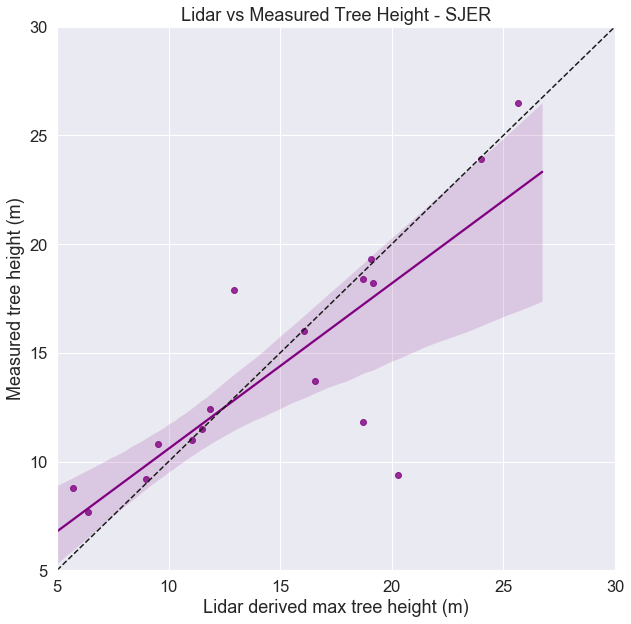 Lidar vs Measured Tree Height - SJER
30
25
20
15
10
5
Measured tree height (m)
5 10 15 20 25 30
Lidar derived max tree height (m)